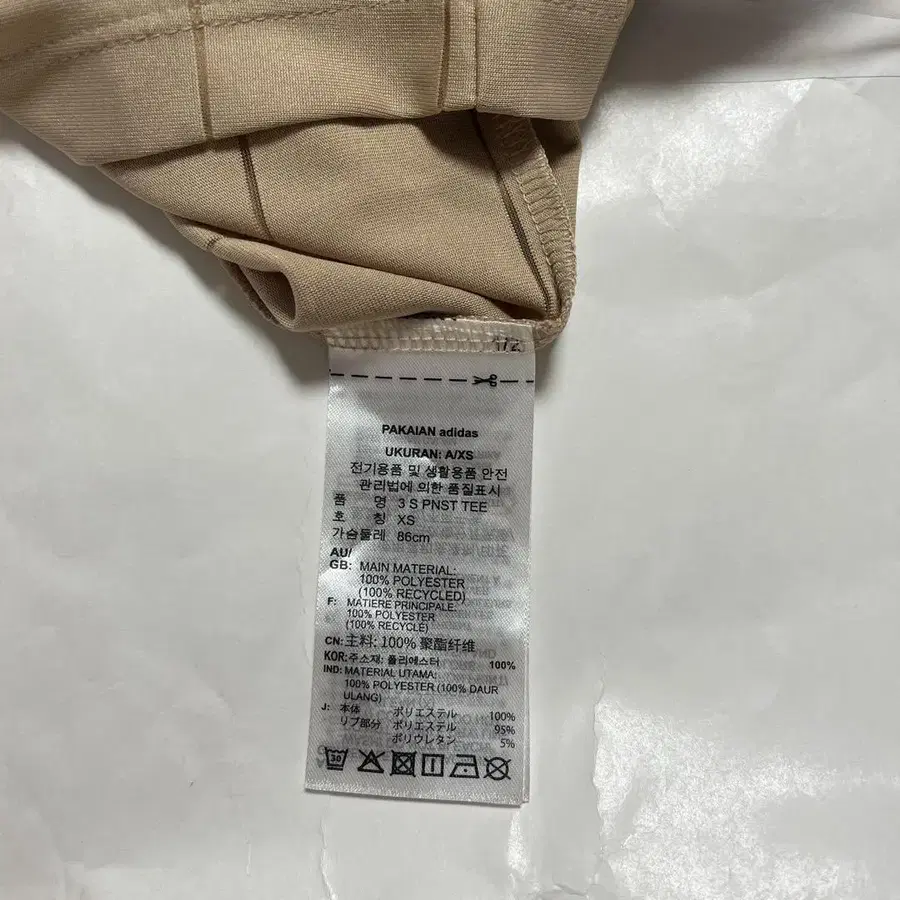 PAKAIAN adidas
UKURAN: A/XS
전기용품 및 생활용품 안전
관리법에 의한 품질표시
품 명 3 S PNST TEE
호 칭 XS
가슴둘레 86cm
AU/
GB: MAIN MATERIAL:
100% POLYESTER
(100% RECYCLED)
F: MATIERE PRINCIPALE:
100% POLYESTER
(100% RECYCLÉ)
CN: 主料: 100% 聚酯纤维
KOR: 주소재: 폴리에스터 100%
IND: MATERIAL UTAMA:
100% POLYESTER (100% DAUR
ULANG)
J: 本体 ポリエステル 100%
リブ部分 ポリエステル 95%
ポリウレタン 5%
30